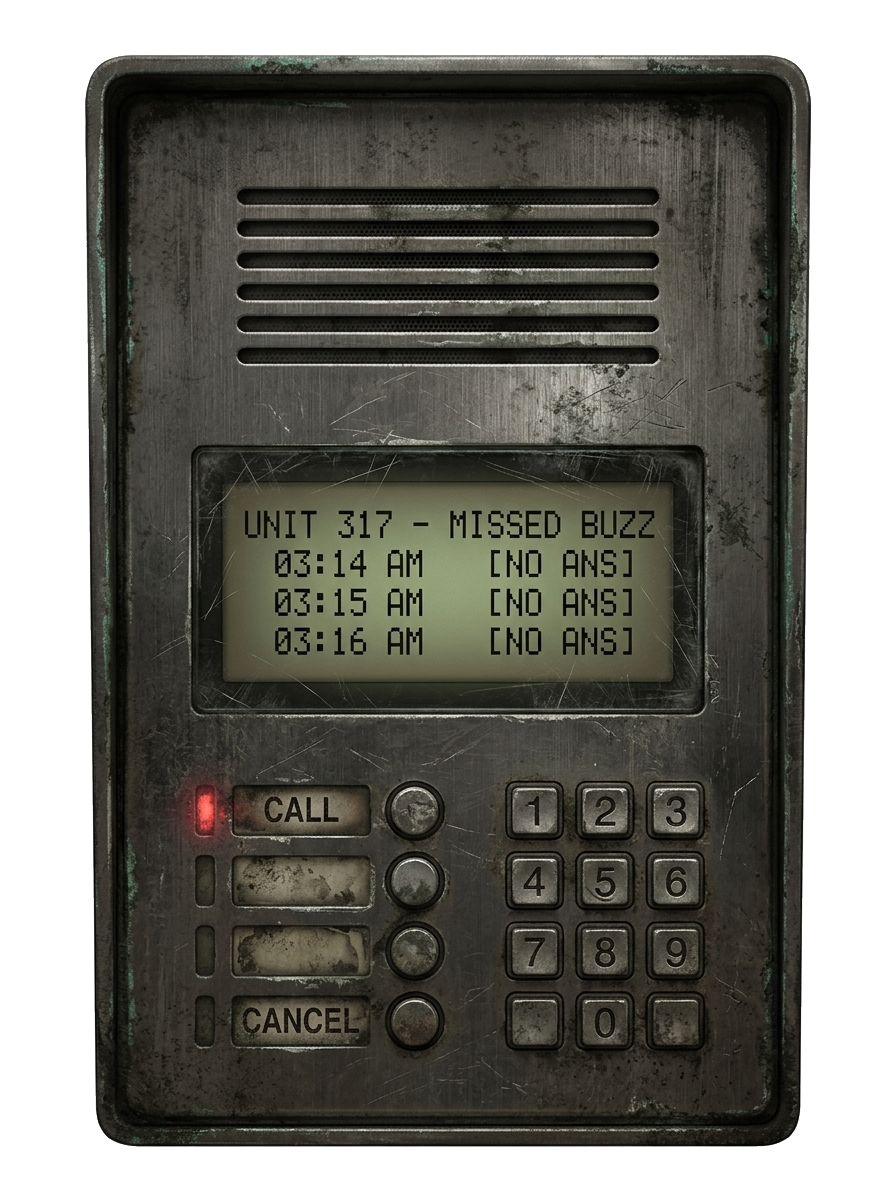 UNIT 317 - MISSED BUZZ
03:14 AM [NO ANS]
03:15 AM [NO ANS]
03:16 AM [NO ANS]
CALL 1 2 3
4 5 6
7 8 9
CANCEL 0